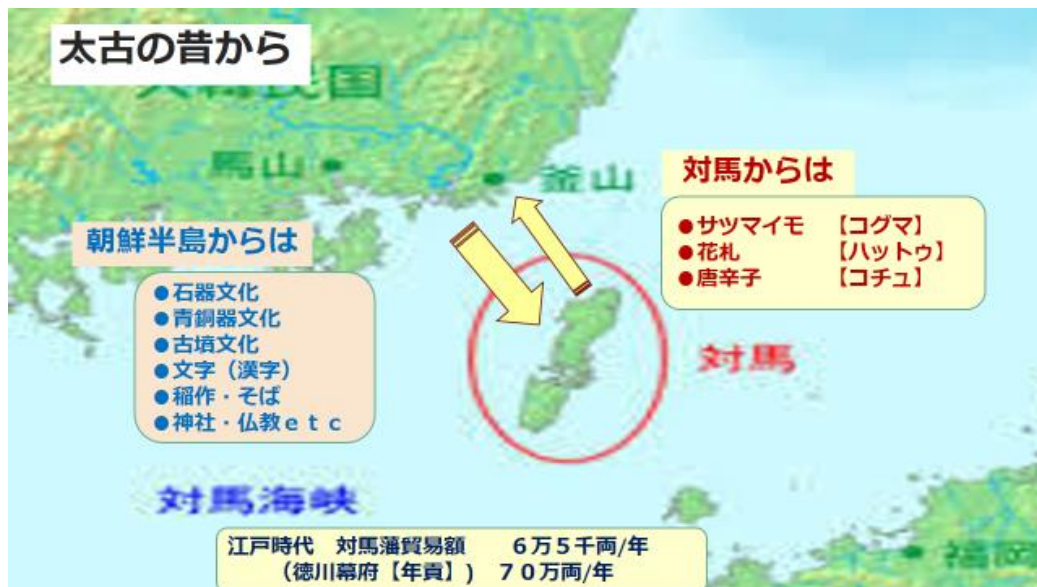 太古の昔から
大韓民国
馬山
釜山
対馬からは
●サツマイモ 【コグマ】
●花札 【ハットゥ】
●唐辛子 【コチュ】
朝鮮半島からは
●石器文化
●青銅器文化
●古墳文化
●文字（漢字）
●稲作・そば
●神社・仏教ｅｔｃ
対馬
対馬海峡
江戸時代 対馬藩貿易額 ６万５千両/年
（徳川幕府【年貢】) ７０万両/年
福岡